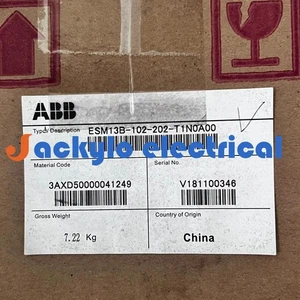 ABB
Type/ Description ESM13B-102-202-T1N0A00
Jackylo electrical
Material Code Serial No.
3AXD50000041249 V181100346
Gross Weight Country of Origin
7.22 Kg China